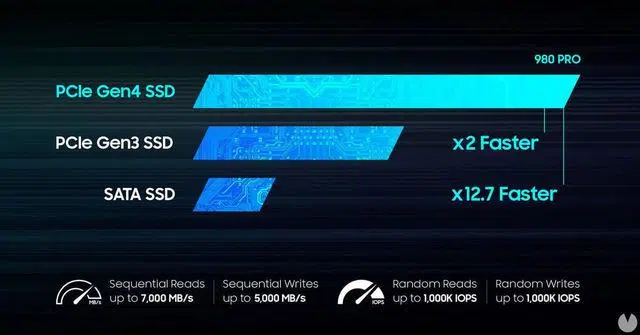 980 PRO
PCIe Gen4 SSD
PCIe Gen3 SSD
x2 Faster
SATA SSD
x12.7 Faster
MB/s
Sequential Reads
up to 7,000 MB/s
Sequential Writes
up to 5,000 MB/s
IOPS
Random Reads
up to 1,000K IOPS
Random Writes
up to 1,000K IOPS